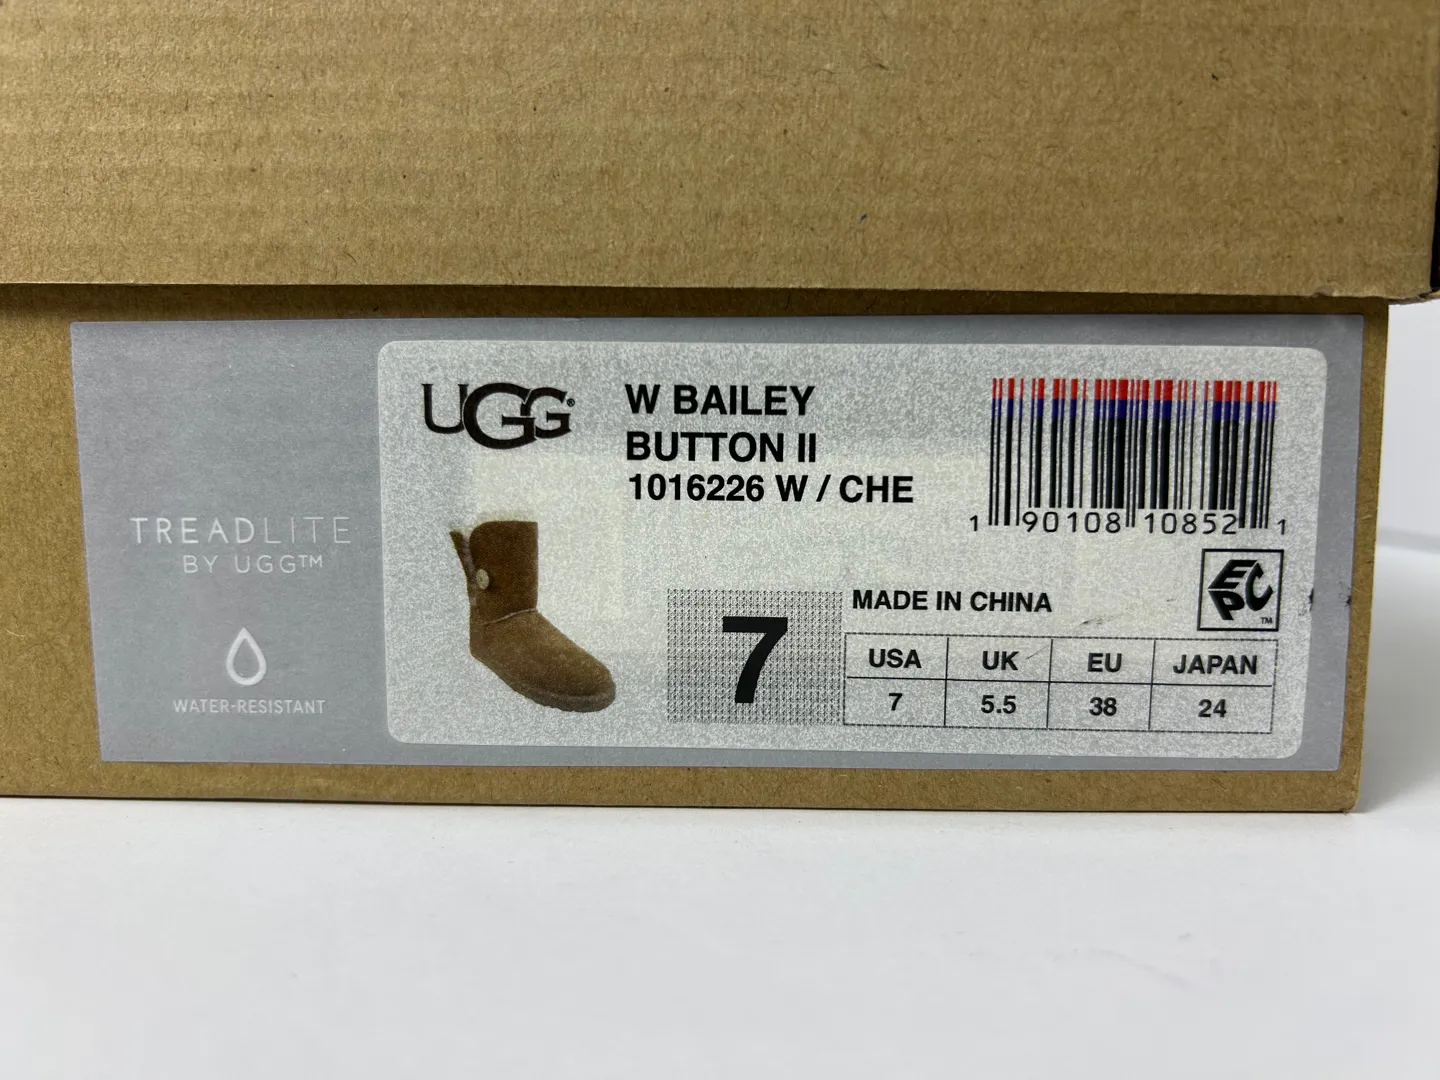 TREADLITE
BY UGG™
WATER-RESISTANT
UGG®
W BAILEY
BUTTON II
1016226 W / CHE
1 90108 10852 1
EPC™
7
MADE IN CHINA
USA UK EU JAPAN
7 5.5 38 24